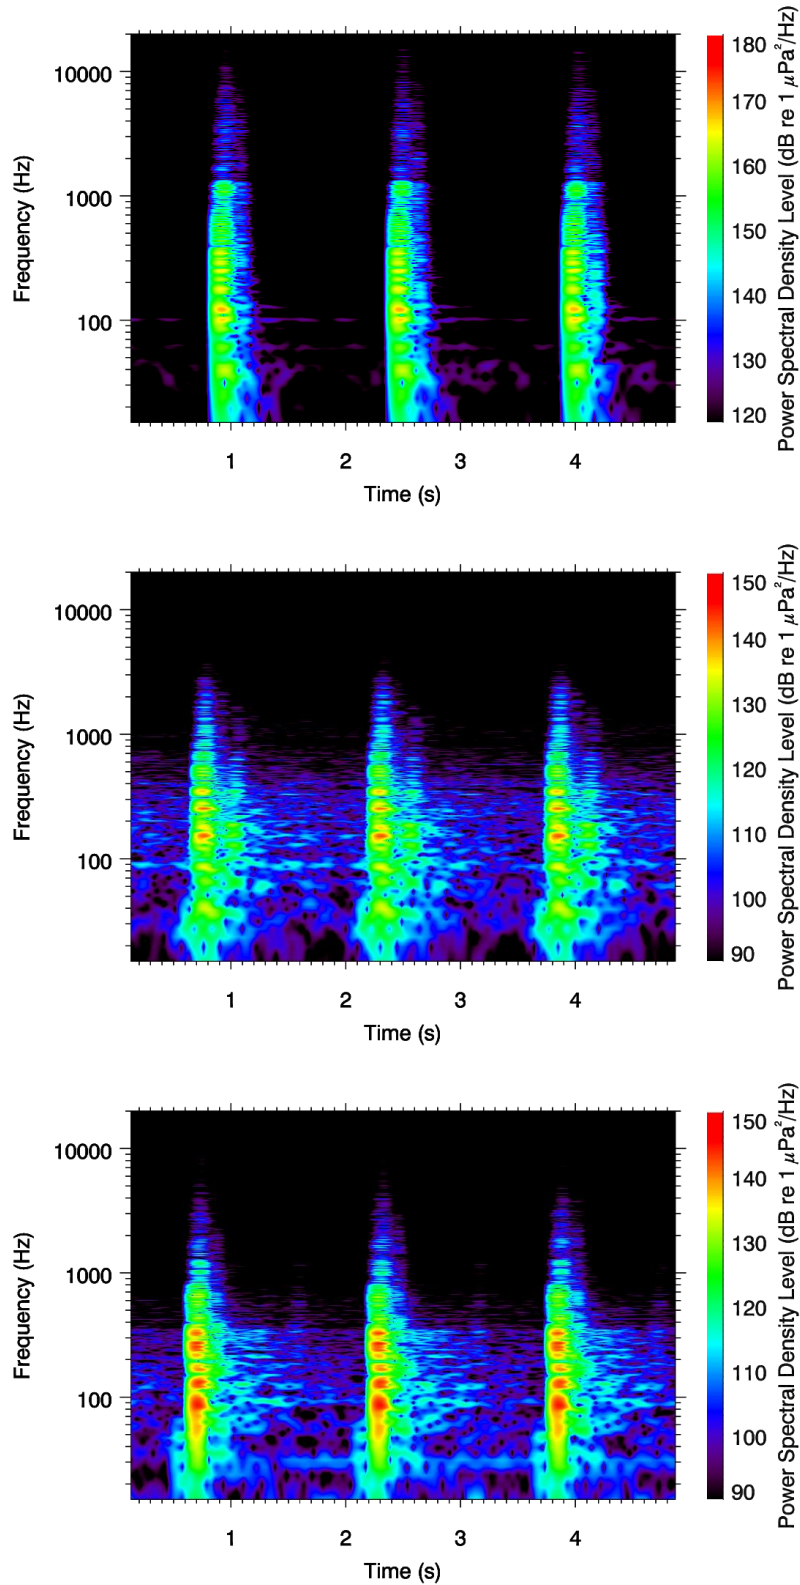 10000
1000
100
Frequency (Hz)
1 2 3 4
Time (s)
180
170
160
150
140
130
120
Power Spectral Density Level (dB re 1 μPa²/Hz)
10000
1000
100
Frequency (Hz)
1 2 3 4
Time (s)
150
140
130
120
110
100
90
Power Spectral Density Level (dB re 1 μPa²/Hz)
10000
1000
100
Frequency (Hz)
1 2 3 4
Time (s)
150
140
130
120
110
100
90
Power Spectral Density Level (dB re 1 μPa²/Hz)